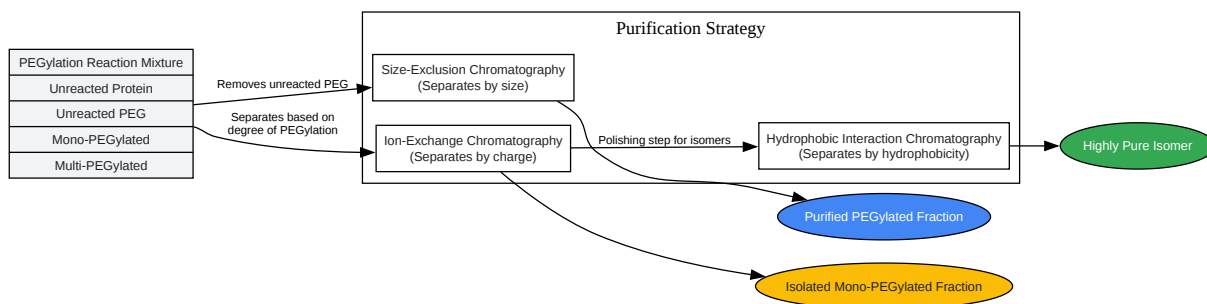 Purification Strategy
PEGylation Reaction Mixture
Unreacted Protein
Unreacted PEG
Mono-PEGylated
Multi-PEGylated
Removes unreacted PEG
Separates based on
degree of PEGylation
Size-Exclusion Chromatography
(Separates by size)
Ion-Exchange Chromatography
(Separates by charge)
Polishing step for isomers
Hydrophobic Interaction Chromatography
(Separates by hydrophobicity)
Highly Pure Isomer
Purified PEGylated Fraction
Isolated Mono-PEGylated Fraction